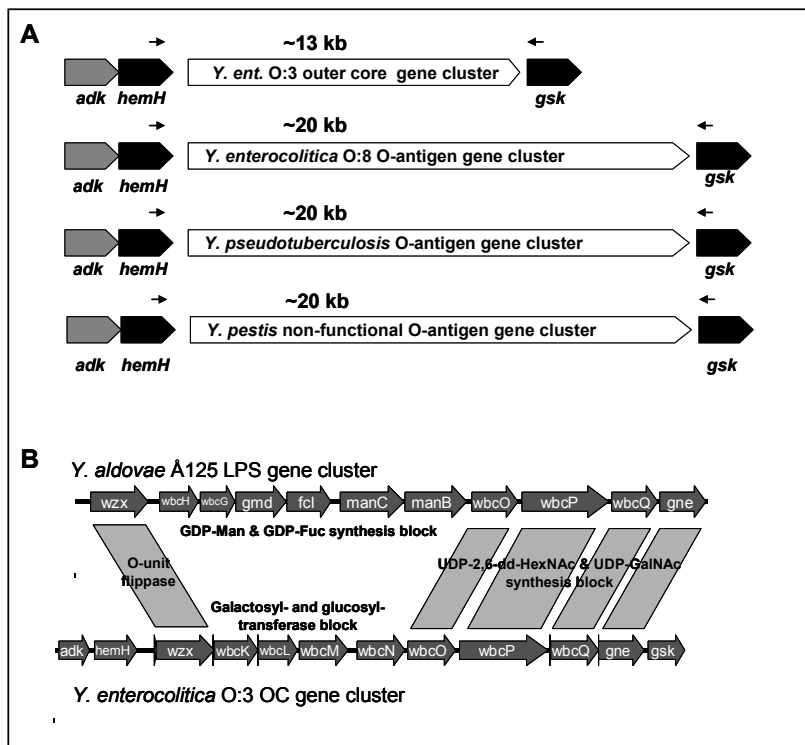 A
~13 kb
Y. ent. O:3 outer core gene cluster
adk hemH gsk
~20 kb
Y. enterocolitica O:8 O-antigen gene cluster
adk hemH gsk
~20 kb
Y. pseudotuberculosis O-antigen gene cluster
adk hemH gsk
~20 kb
Y. pestis non-functional O-antigen gene cluster
adk hemH gsk
B
Y. aldovae Å125 LPS gene cluster
wzx wbcH wbcG gmd fcl manC manB wbcO wbcP wbcQ gne
GDP-Man & GDP-Fuc synthesis block
O-unit
flippase
UDP-2,6-dd-HexNAc & UDP-GalNAc
synthesis block
Galactosyl- and glucosyl-
transferase block
adk hemH wzx wbcK wbcL wbcM wbcN wbcO wbcP wbcQ gne gsk
Y. enterocolitica O:3 OC gene cluster